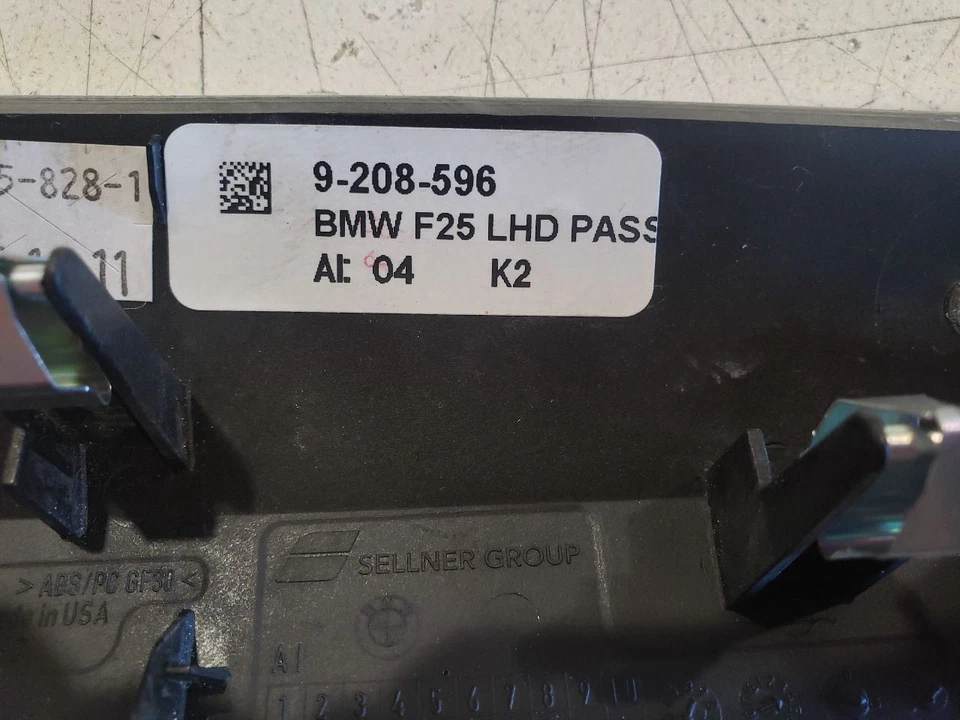 5-828-1
11
9-208-596
BMW F25 LHD PASS
AI: 04 K2
SELLNER GROUP
>ABS/PC GF30<
in USA
AI
1 2 3 4 5 6 7 8 9 10